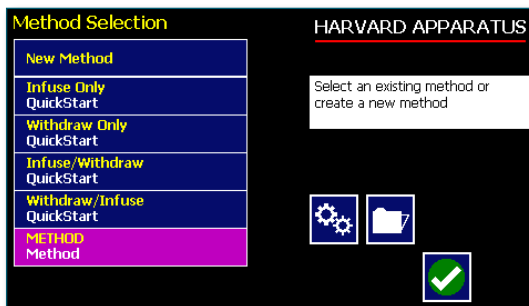 Method Selection
HARVARD APPARATUS
New Method
Infuse Only
QuickStart
Withdraw Only
QuickStart
Infuse/Withdraw
QuickStart
Withdraw/Infuse
QuickStart
METHOD
Method
Select an existing method or
create a new method